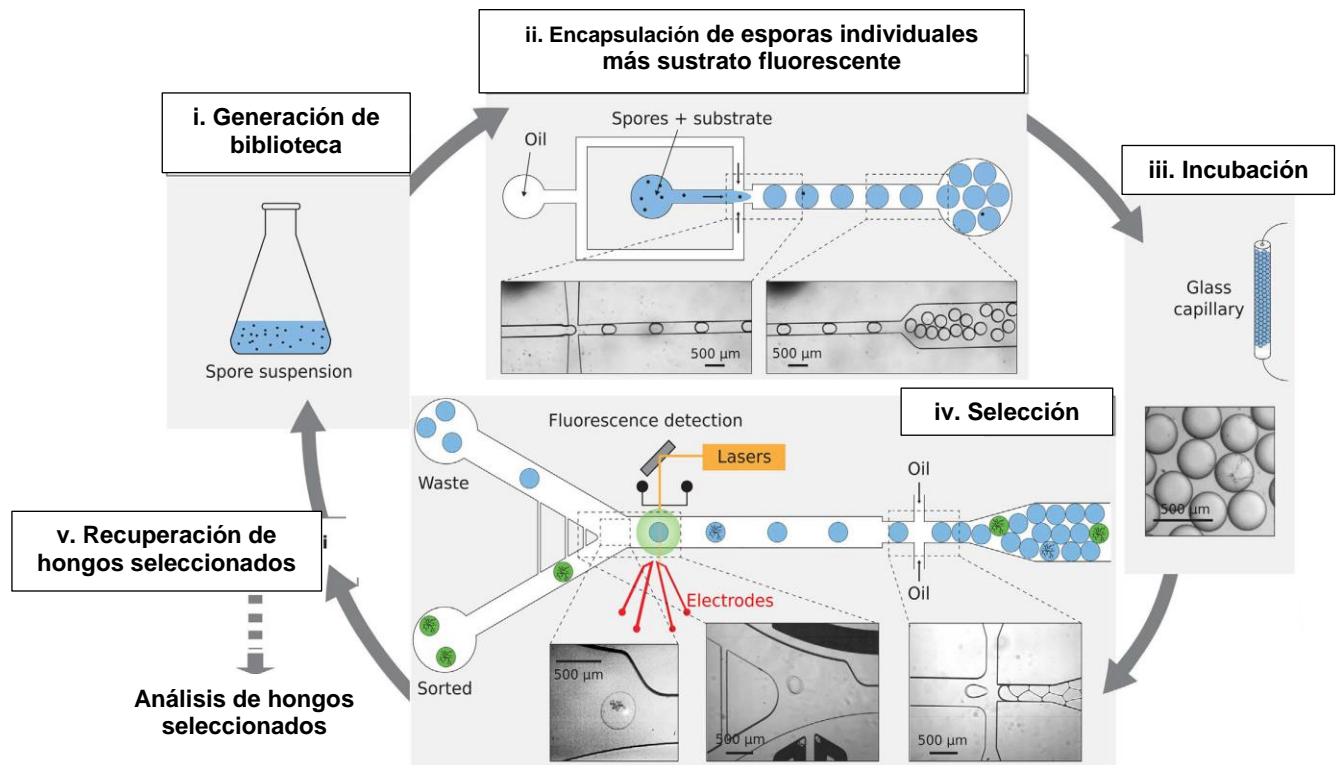 ii. Encapsulación de esporas individuales
más sustrato fluorescente
i. Generación de
biblioteca
Oil
Spores + substrate
iii. Incubación
Glass
capillary
Spore suspension
500 µm
500 µm
500 µm
iv. Selección
Fluorescence detection
Lasers
Waste
Oil
Oil
v. Recuperación de
hongos seleccionados
i
Electrodes
Sorted
500 µm
500 µm
500 µm
Análisis de hongos
seleccionados